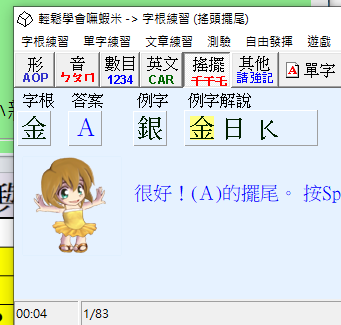 輕鬆學會嘸蝦米 -> 字根練習 (搖頭擺尾)
字根練習 單字練習 文章練習 測驗 自由發揮 遊戲
形 音 數目 英文 搖擺 其他 單字
AOP ㄅㄆㄇ 1234 CAR 請強記
字根 答案 例字 例字解說
金 A 銀 金 日 K
很好！(A)的擺尾。 按Sp
00:04 1/83